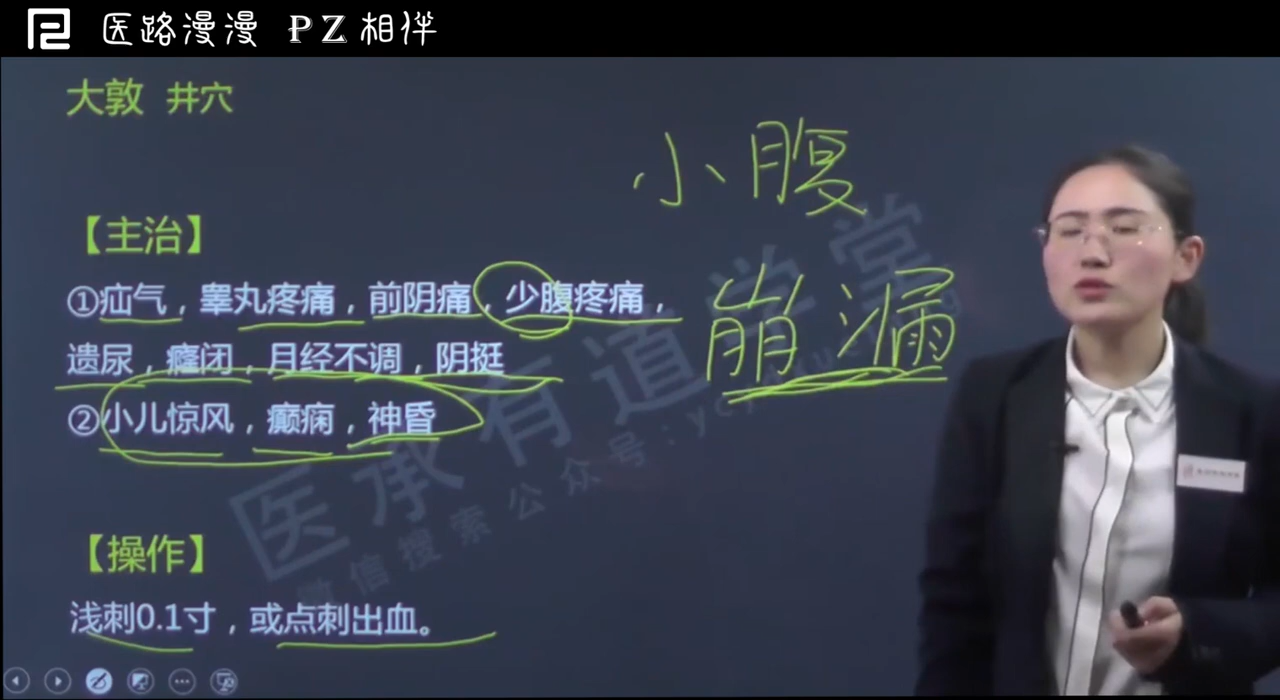 医路漫漫 PZ相伴
大敦 井穴
小腹
【主治】
①疝气，睾丸疼痛，前阴痛，少腹疼痛，
崩漏
遗尿，癃闭，月经不调，阴挺
②小儿惊风，癫痫，神昏
医承有道学堂
微信搜索公众号：
【操作】
浅刺0.1寸，或点刺出血。